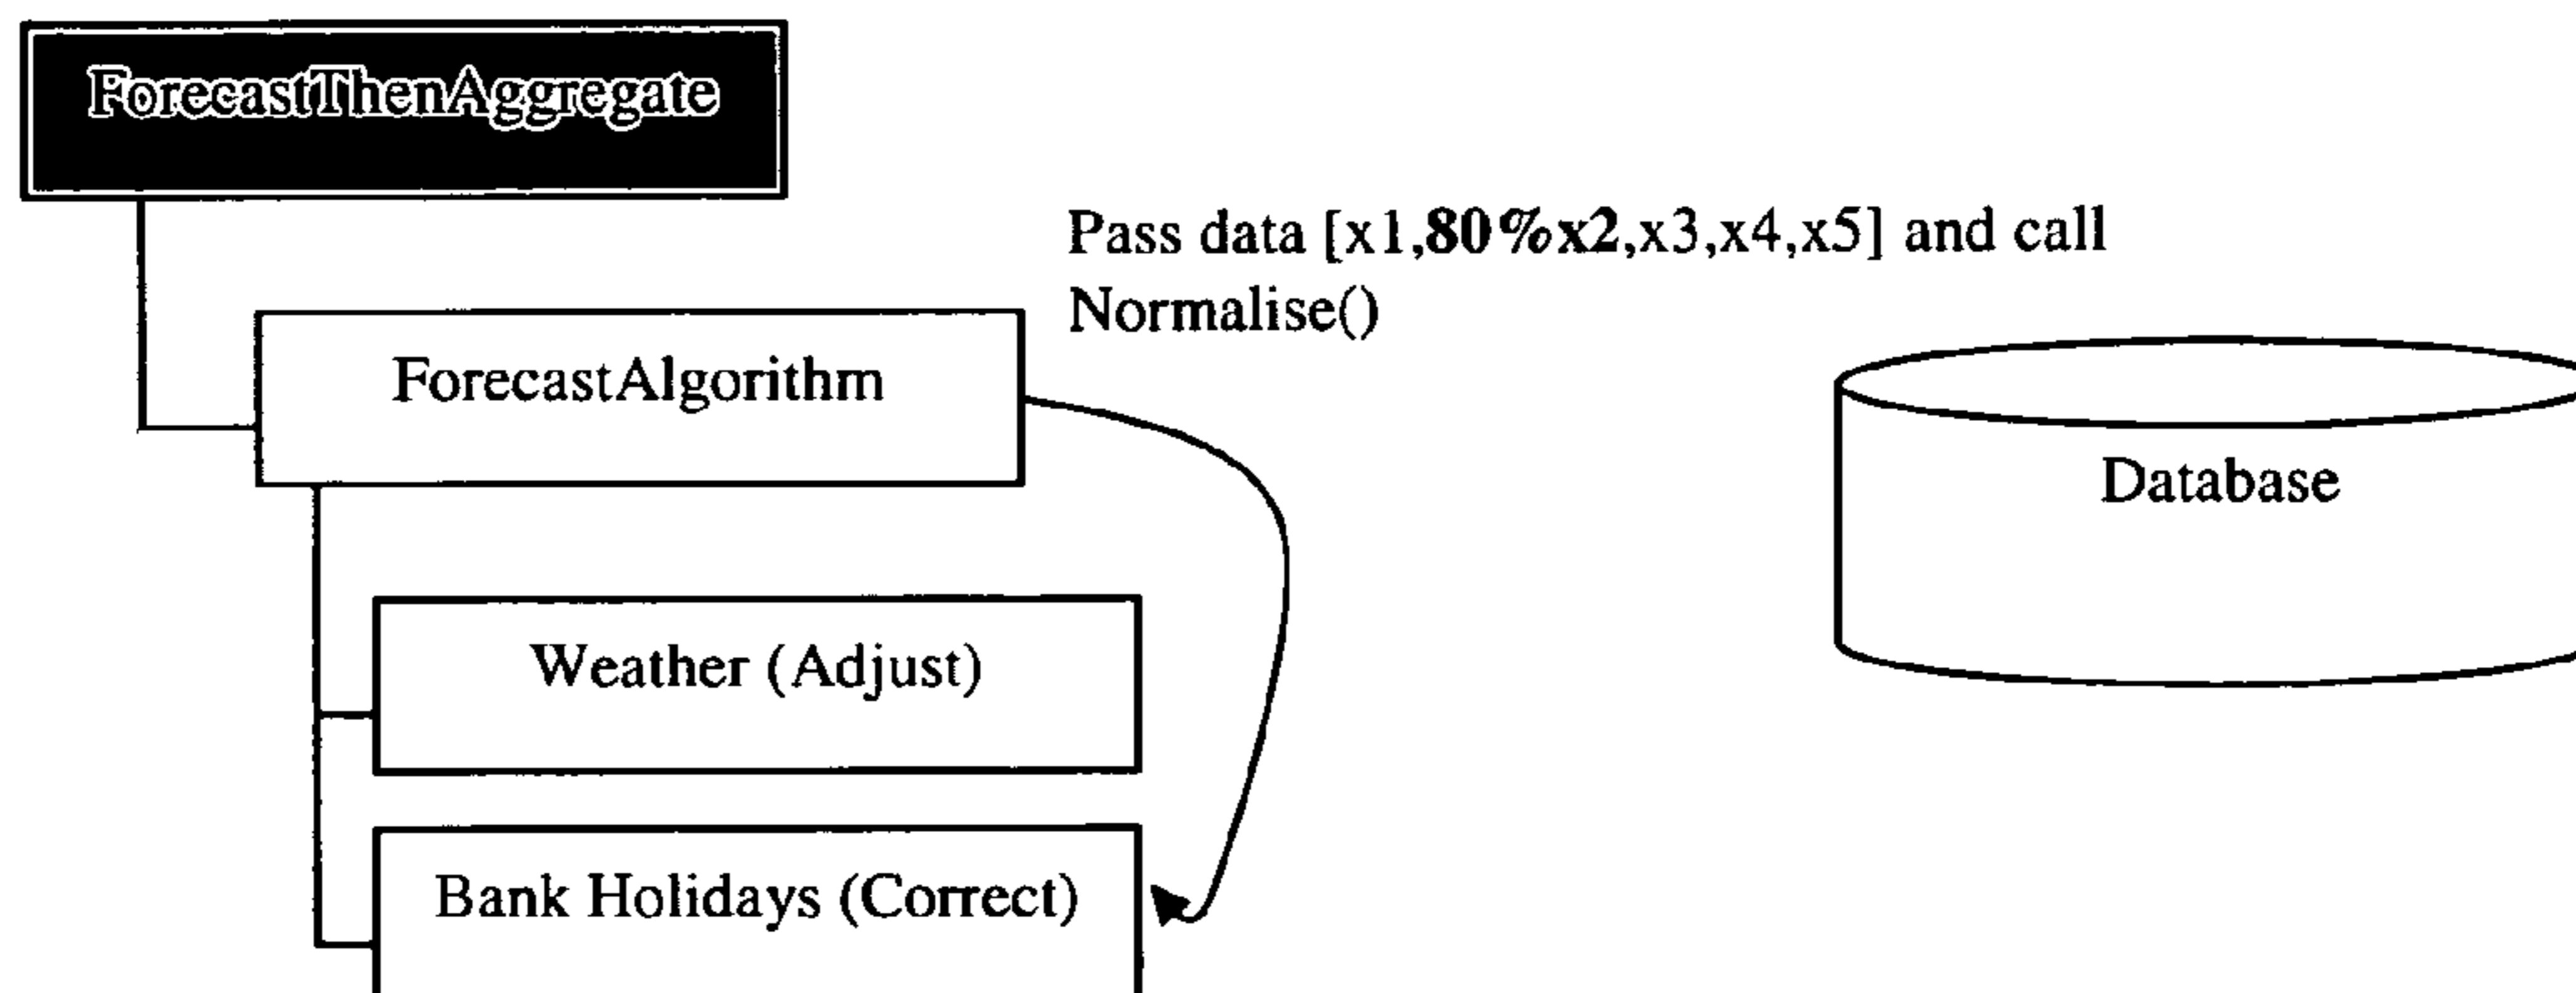 ForecastThenAggregate
Pass data [x1,80%x2,x3,x4,x5] and call
Normalise()
ForecastAlgorithm
Database
Weather (Adjust)
Bank Holidays (Correct)